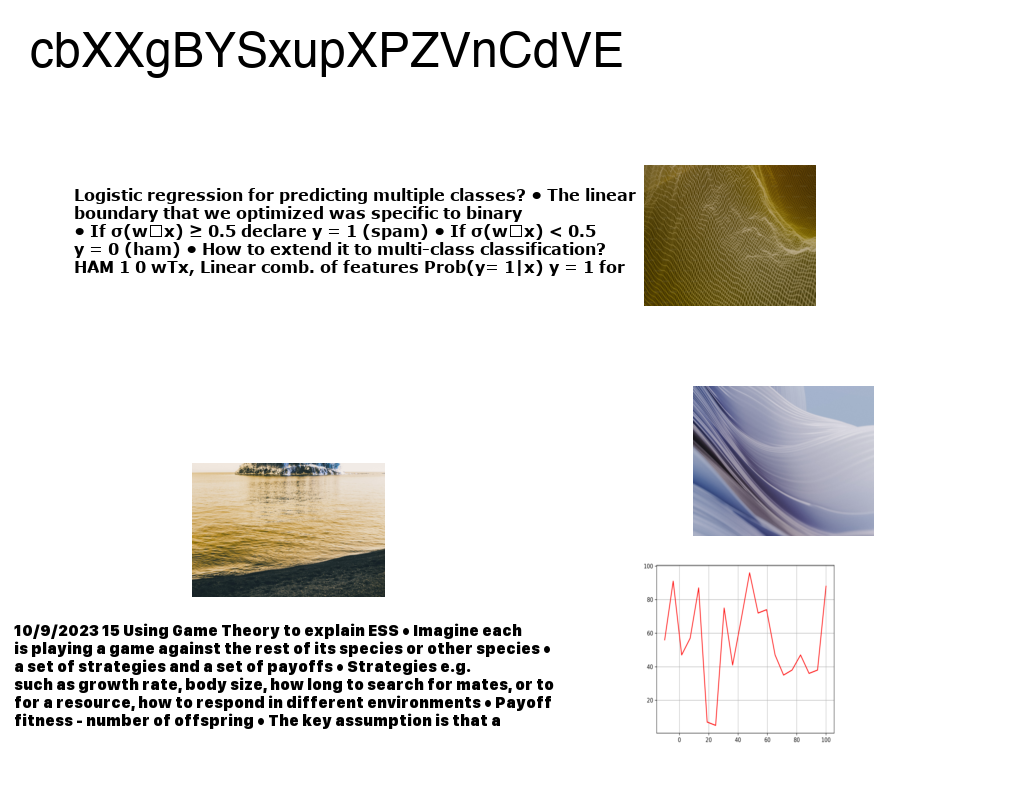 cbXXgBYSxupXPZVnCdVE
Logistic regression for predicting multiple classes? • The linear
boundary that we optimized was specific to binary
• If σ(w□x) ≥ 0.5 declare y = 1 (spam) • If σ(w□x) < 0.5
y = 0 (ham) • How to extend it to multi-class classification?
HAM 1 0 wTx, Linear comb. of features Prob(y= 1|x) y = 1 for
10/9/2023 15 Using Game Theory to explain ESS • Imagine each
is playing a game against the rest of its species or other species •
a set of strategies and a set of payoffs • Strategies e.g.
such as growth rate, body size, how long to search for mates, or to
for a resource, how to respond in different environments • Payoff
fitness - number of offspring • The key assumption is that a
100
80
60
40
20
0 20 40 60 80 100